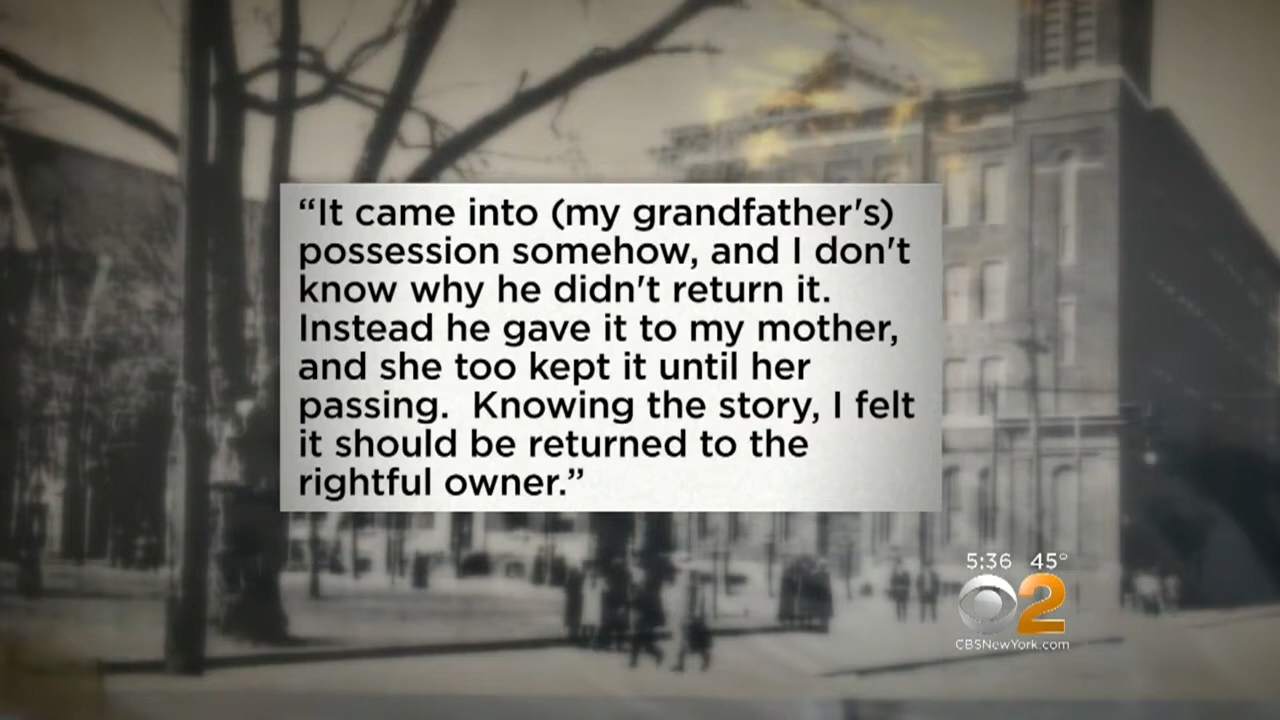 “It came into (my grandfather's)
possession somehow, and I don't
know why he didn't return it.
Instead he gave it to my mother,
and she too kept it until her
passing.  Knowing the story, I felt
it should be returned to the
rightful owner.”
5:36 45°
2
CBSNewYork.com